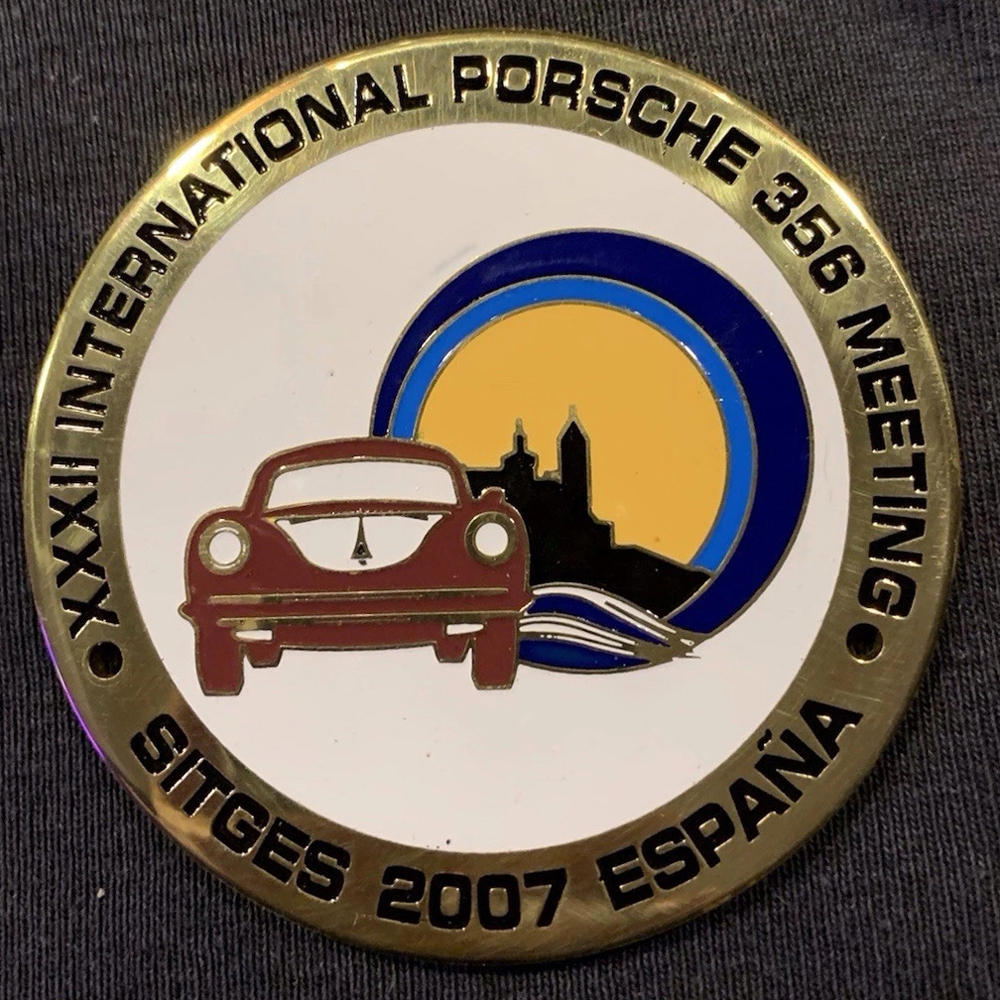 XXXII INTERNATIONAL PORSCHE 356 MEETING
SITGES 2007 ESPAÑA